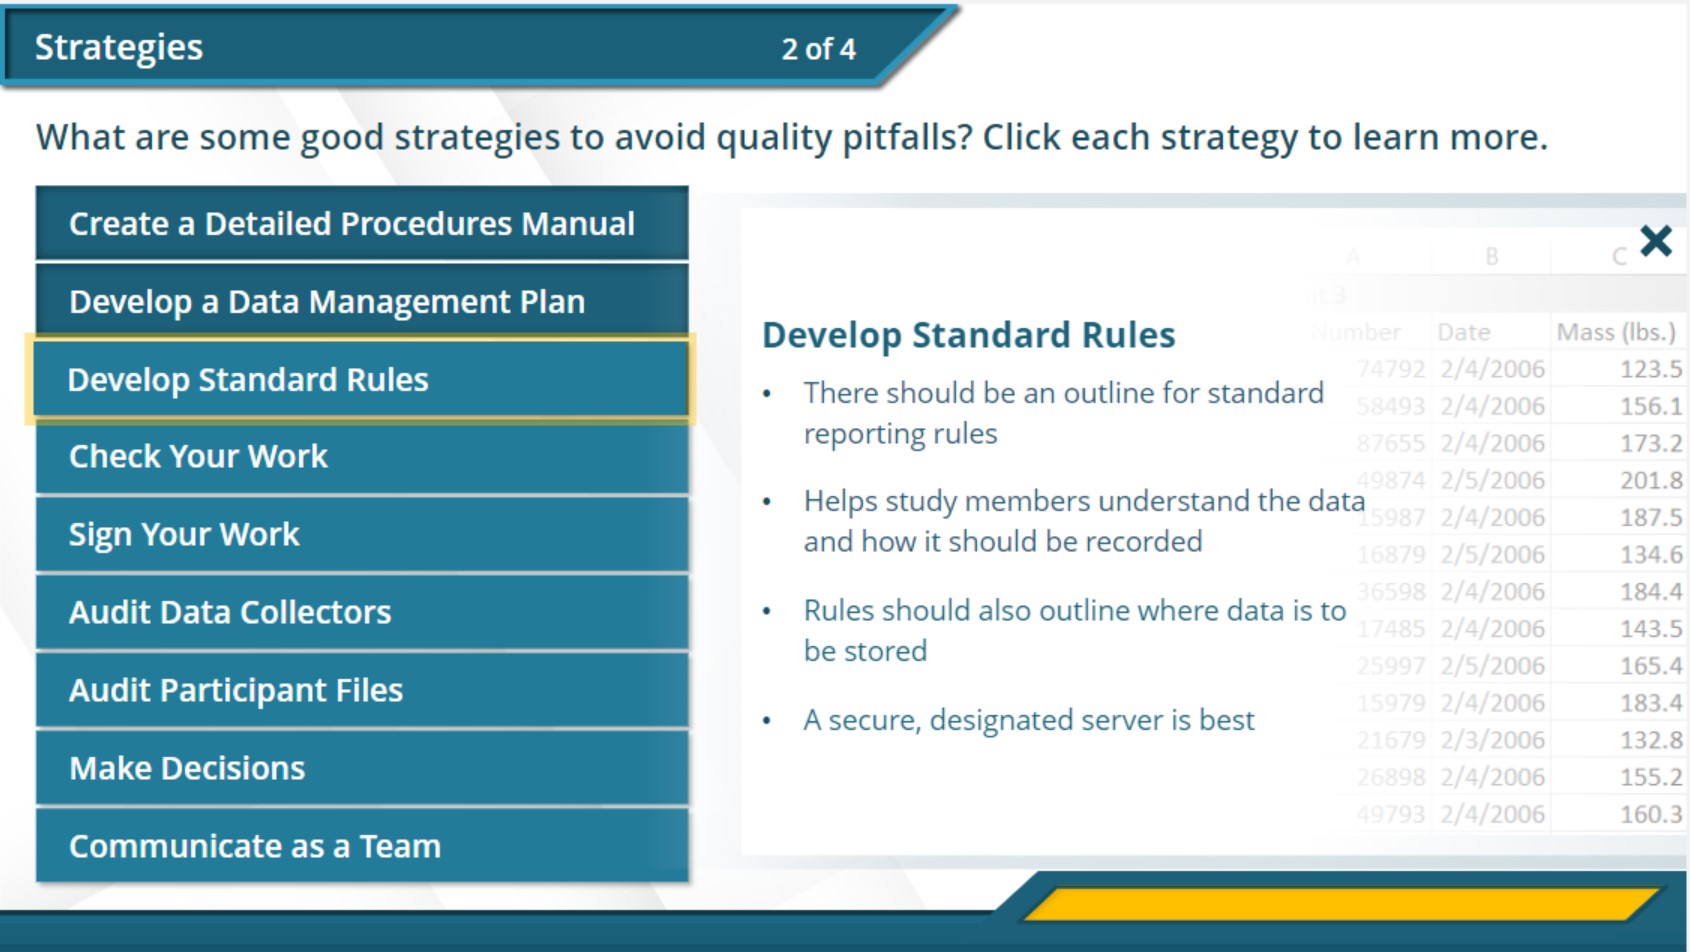 Strategies
2 of 4
What are some good strategies to avoid quality pitfalls? Click each strategy to learn more.
Create a Detailed Procedures Manual
Develop a Data Management Plan
Develop Standard Rules
Check Your Work
Sign Your Work
Audit Data Collectors
Audit Participant Files
Make Decisions
Communicate as a Team
Develop Standard Rules
• There should be an outline for standard
reporting rules
• Helps study members understand the data
and how it should be recorded
• Rules should also outline where data is to
be stored
• A secure, designated server is best
A B C
it 3
Number Date Mass (lbs.)
74792 2/4/2006 123.5
58493 2/4/2006 156.1
87655 2/4/2006 173.2
49874 2/5/2006 201.8
15987 2/4/2006 187.5
16879 2/5/2006 134.6
36598 2/4/2006 184.4
17485 2/4/2006 143.5
25997 2/5/2006 165.4
15979 2/4/2006 183.4
21679 2/3/2006 132.8
26898 2/4/2006 155.2
49793 2/4/2006 160.3